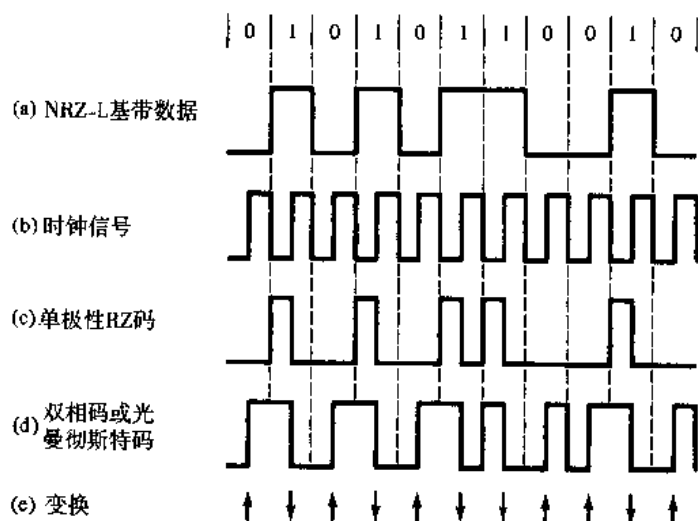 0 1 0 1 0 1 1 0 0 1 0
(a) NRZ-L基带数据
(b) 时钟信号
(c) 单极性RZ码
(d) 双相码或光
曼彻斯特码
(e) 变换